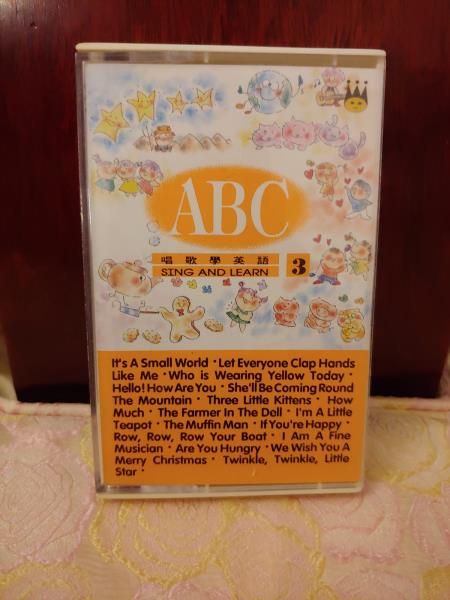 ABC
唱歌學英語
SING AND LEARN 3
It's A Small World · Let Everyone Clap Hands
Like Me · Who is Wearing Yellow Today ·
Hello! How Are You · She'll Be Coming Round
The Mountain · Three Little Kittens · How
Much · The Farmer In The Dell · I'm A Little
Teapot · The Muffin Man · If You're Happy ·
Row, Row, Row Your Boat · I Am A Fine
Musician · Are You Hungry · We Wish You A
Merry Christmas · Twinkle, Twinkle, Little
Star ·